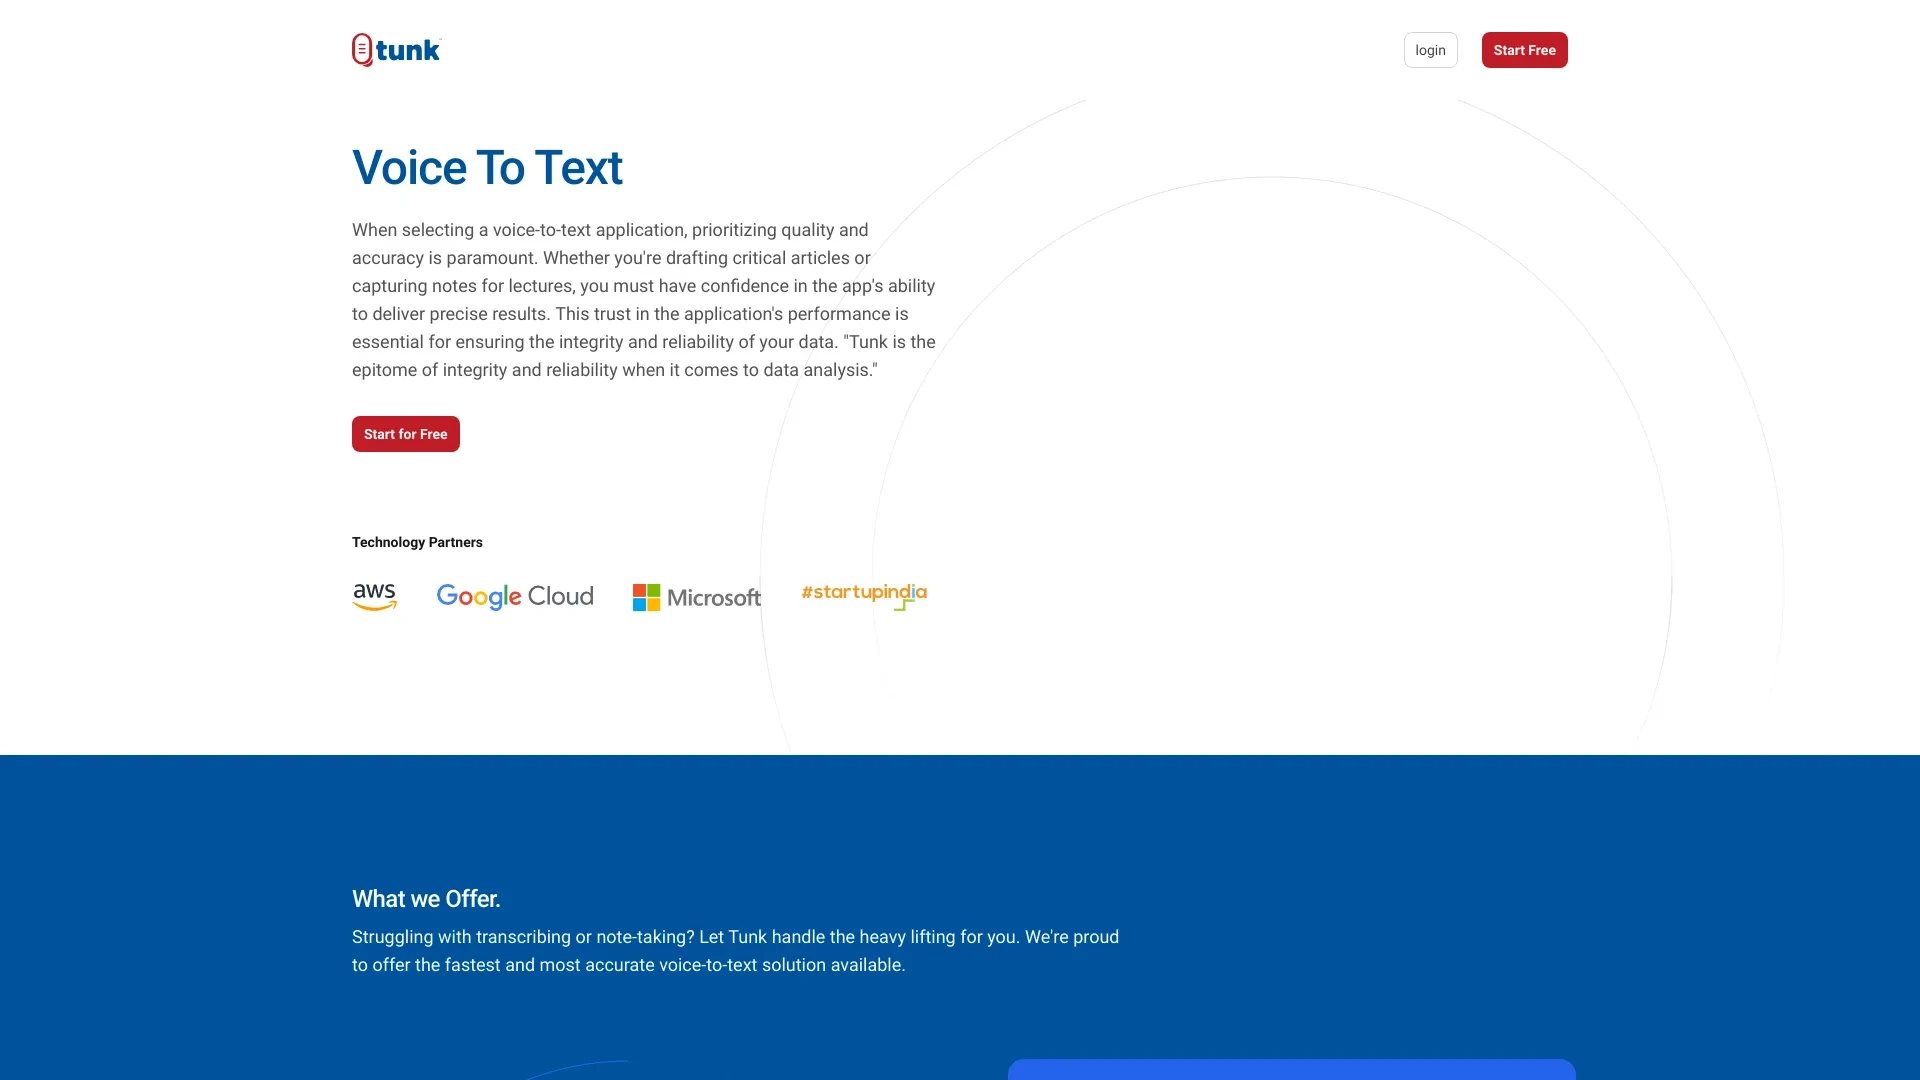 tunk
login
Start Free
Voice To Text
When selecting a voice-to-text application, prioritizing quality and
accuracy is paramount. Whether you're drafting critical articles or
capturing notes for lectures, you must have confidence in the app's ability
to deliver precise results. This trust in the application's performance is
essential for ensuring the integrity and reliability of your data. "Tunk is the
epitome of integrity and reliability when it comes to data analysis."
Start for Free
Technology Partners
aws
Google Cloud
Microsoft
#startupindia
What we Offer.
Struggling with transcribing or note-taking? Let Tunk handle the heavy lifting for you. We're proud
to offer the fastest and most accurate voice-to-text solution available.